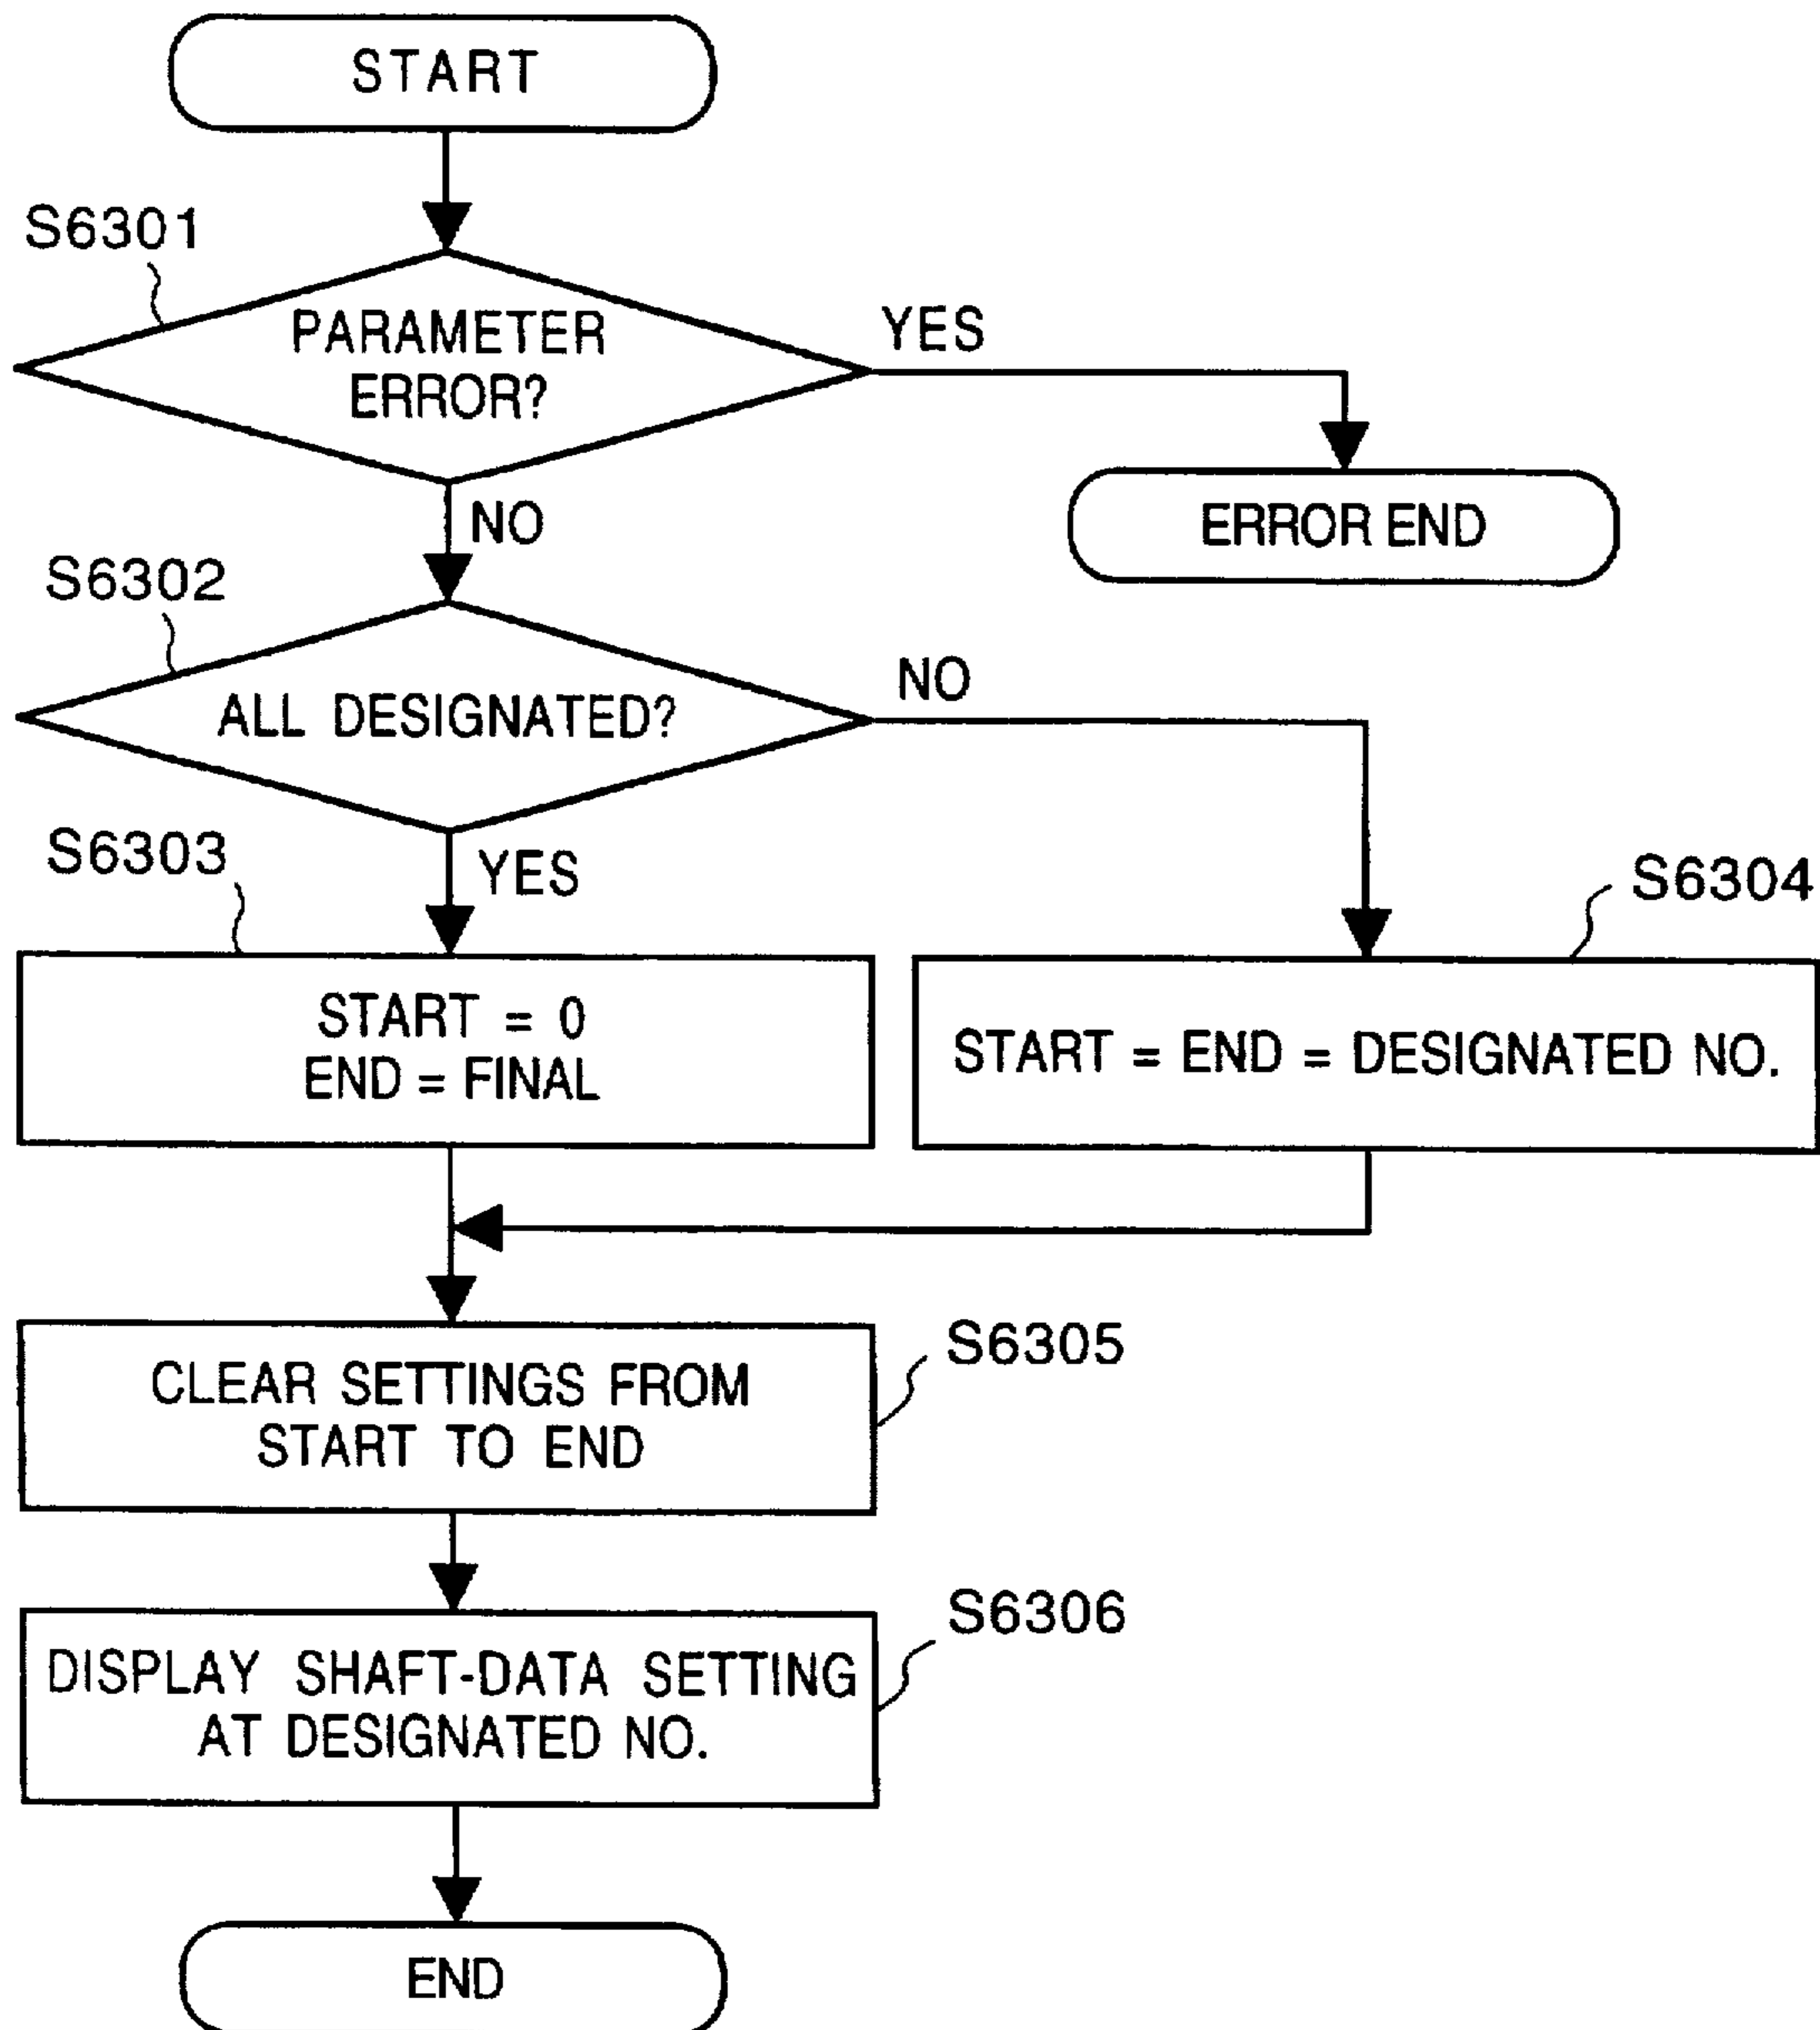 START
S6301
PARAMETER
ERROR?
YES
NO
ERROR END
S6302
ALL DESIGNATED?
NO
YES
S6303
START = 0
END = FINAL
S6304
START = END = DESIGNATED NO.
CLEAR SETTINGS FROM
START TO END
S6305
DISPLAY SHAFT-DATA SETTING
AT DESIGNATED NO.
S6306
END